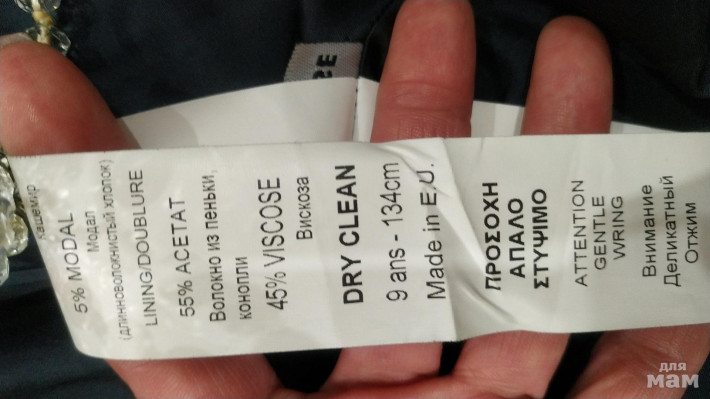 Кашемир
5% MODAL
Модал
(длинноволокнистый хлопок)
LINING/DOUBLURE
55% ACETAT
Волокно из пеньки,
конопли
45% VISCOSE
Вискоза
DRY CLEAN
9 ans - 134cm
Made in E.U.
ΠΡΟΣΟΧΗ
ΑΠΑΛΟ
ΣΤΥΨΙΜΟ
ATTENTION
GENTLE
WRING
Внимание
Деликатный
Отжим
для
мам